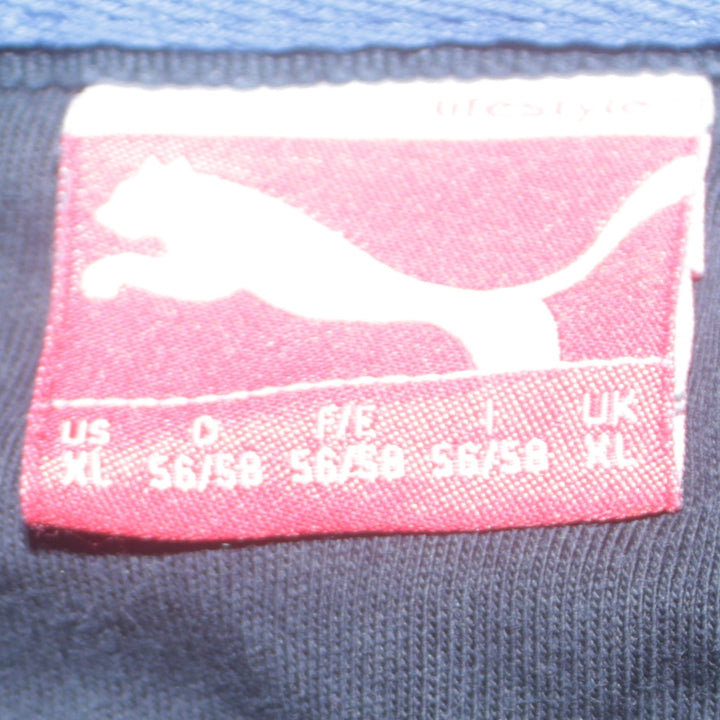 lifestyle
US D F/E I UK
XL 56/58 56/58 56/58 XL